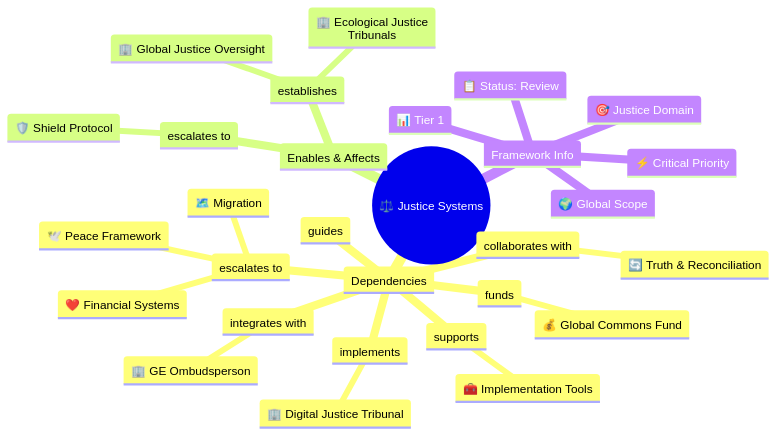 🏢 Ecological Justice
Tribunals
🏢 Global Justice Oversight
establishes
🛡️ Shield Protocol
escalates to
Enables & Affects
📋 Status: Review
📊 Tier 1
🎯 Justice Domain
Framework Info
⚡ Critical Priority
🌍 Global Scope
⚖️ Justice Systems
🗺️ Migration
guides
🕊️ Peace Framework
escalates to
❤️ Financial Systems
Dependencies
collaborates with
🔄 Truth & Reconciliation
funds
💰 Global Commons Fund
integrates with
🏢 GE Ombudsperson
implements
🏢 Digital Justice Tribunal
supports
🧰 Implementation Tools